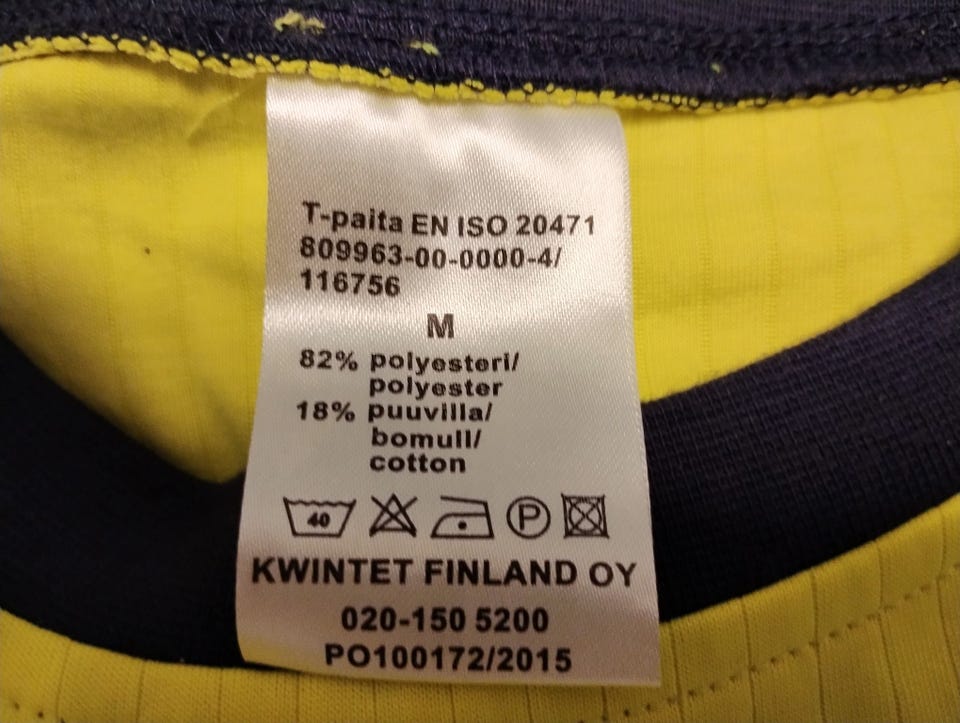 T-paita EN ISO 20471
809963-00-0000-4/
116756
M
82% polyesteri/
polyester
18% puuvilla/
bomull/
cotton
40 P
KWINTET FINLAND OY
020-150 5200
PO100172/2015